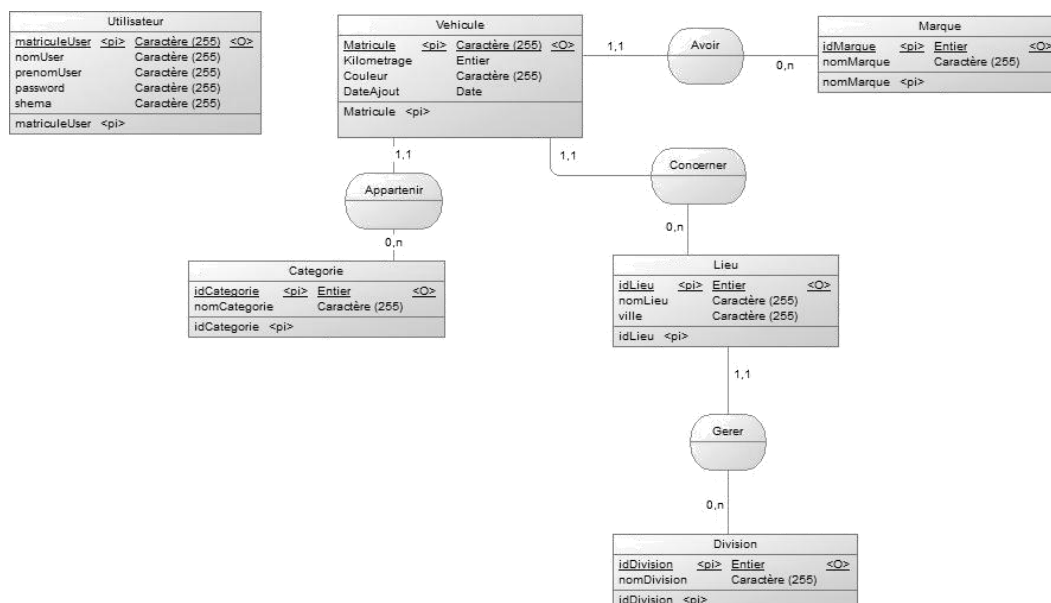 Utilisateur
matriculeUser <pi> Caractère (255) <O>
nomUser Caractère (255)
prenomUser Caractère (255)
password Caractère (255)
shema Caractère (255)
matriculeUser <pi>
Vehicule
Matricule <pi> Caractère (255) <O>
Kilometrage Entier
Couleur Caractère (255)
DateAjout Date
Matricule <pi>
1,1
Avoir
0,n
Marque
idMarque <pi> Entier <O>
nomMarque Caractère (255)
nomMarque <pi>
1,1
Appartenir
0,n
1,1
Concerner
0,n
Categorie
idCategorie <pi> Entier <O>
nomCategorie Caractère (255)
idCategorie <pi>
Lieu
idLieu <pi> Entier <O>
nomLieu Caractère (255)
ville Caractère (255)
idLieu <pi>
1,1
Gerer
0,n
Division
idDivision <pi> Entier <O>
nomDivision Caractère (255)
idDivision <pi>